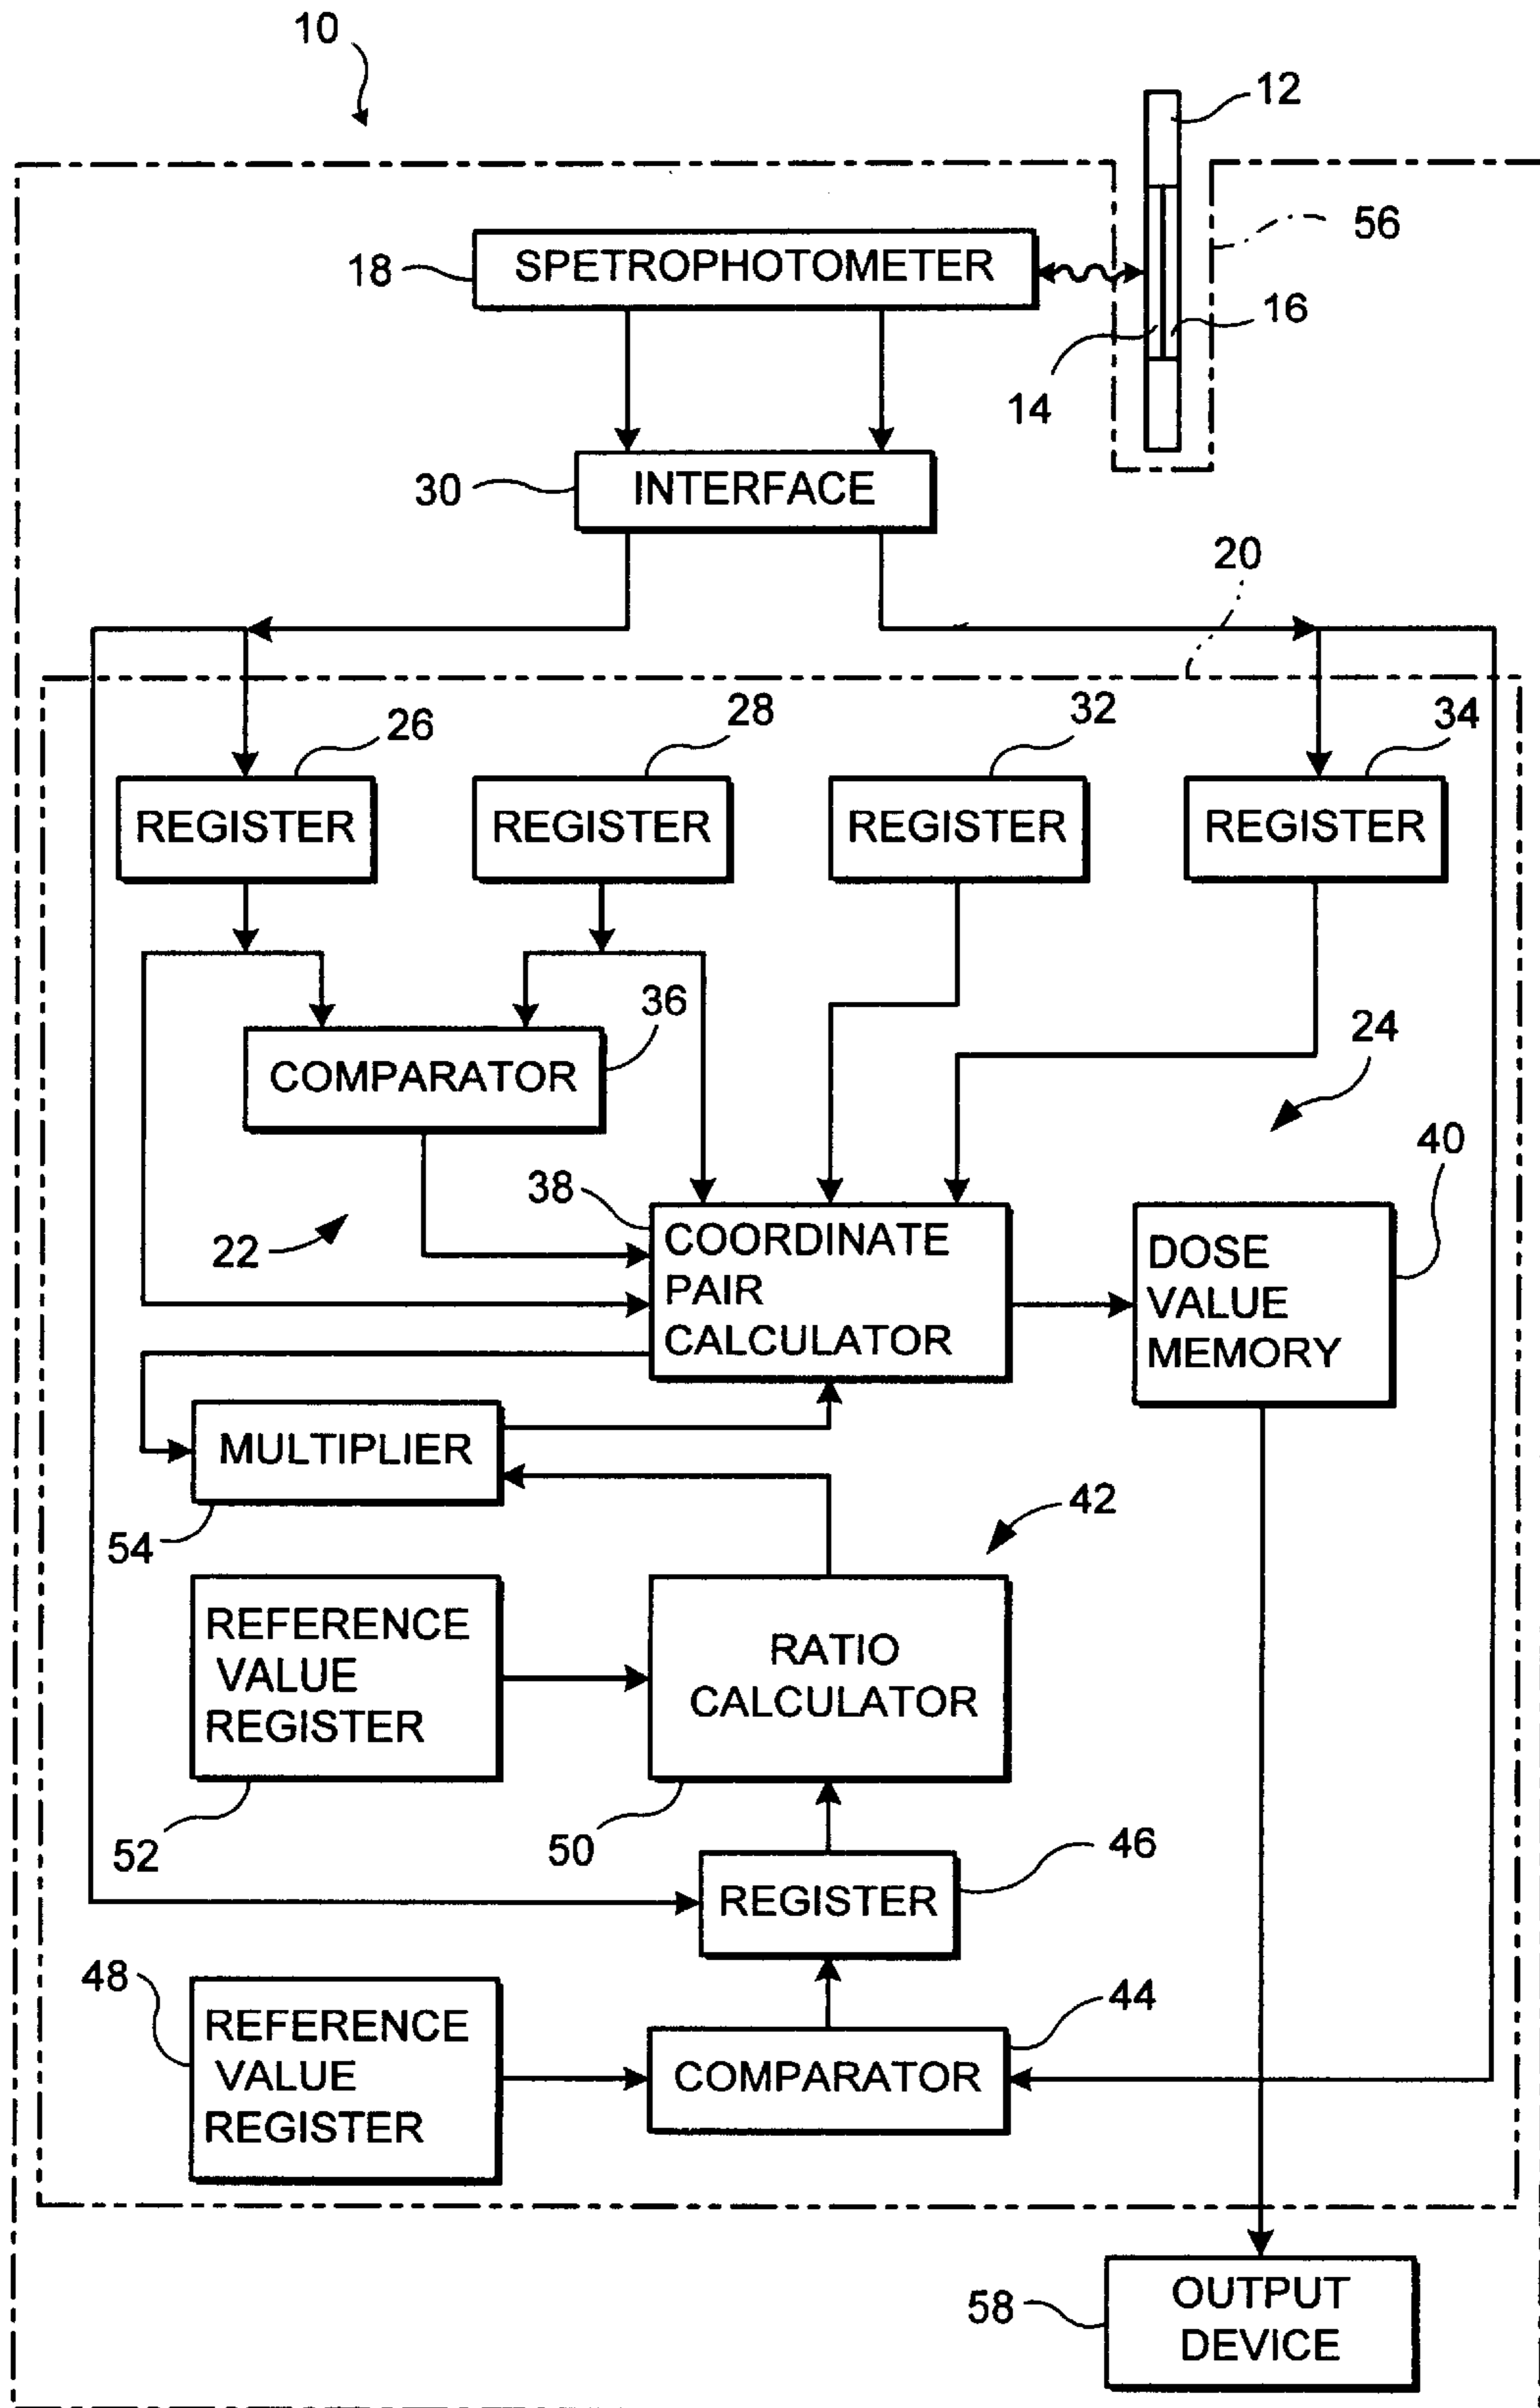 10
12
56
18
SPETROPHOTOMETER
16
14
30
INTERFACE
20
26
28
32
34
REGISTER
REGISTER
REGISTER
REGISTER
36
COMPARATOR
24
40
38
22
COORDINATE
PAIR
CALCULATOR
DOSE
VALUE
MEMORY
MULTIPLIER
54
42
REFERENCE
VALUE
REGISTER
RATIO
CALCULATOR
52
50
46
REGISTER
48
44
REFERENCE
VALUE
REGISTER
COMPARATOR
58
OUTPUT
DEVICE